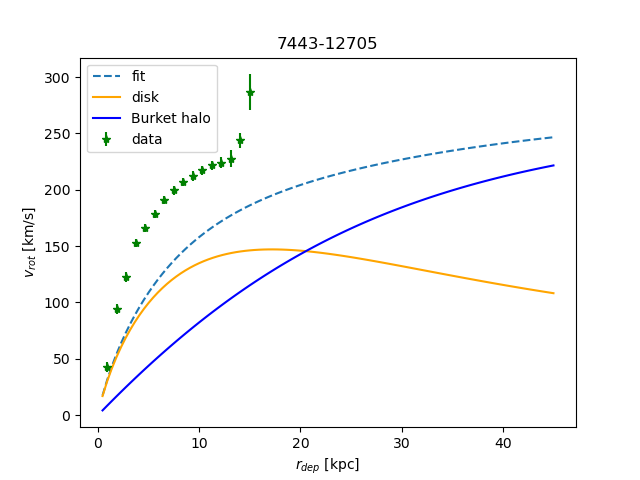 7443-12705
fit
disk
Burket halo
data
300
250
200
150
100
50
0
v_rot [km/s]
0 10 20 30 40
r_dep [kpc]